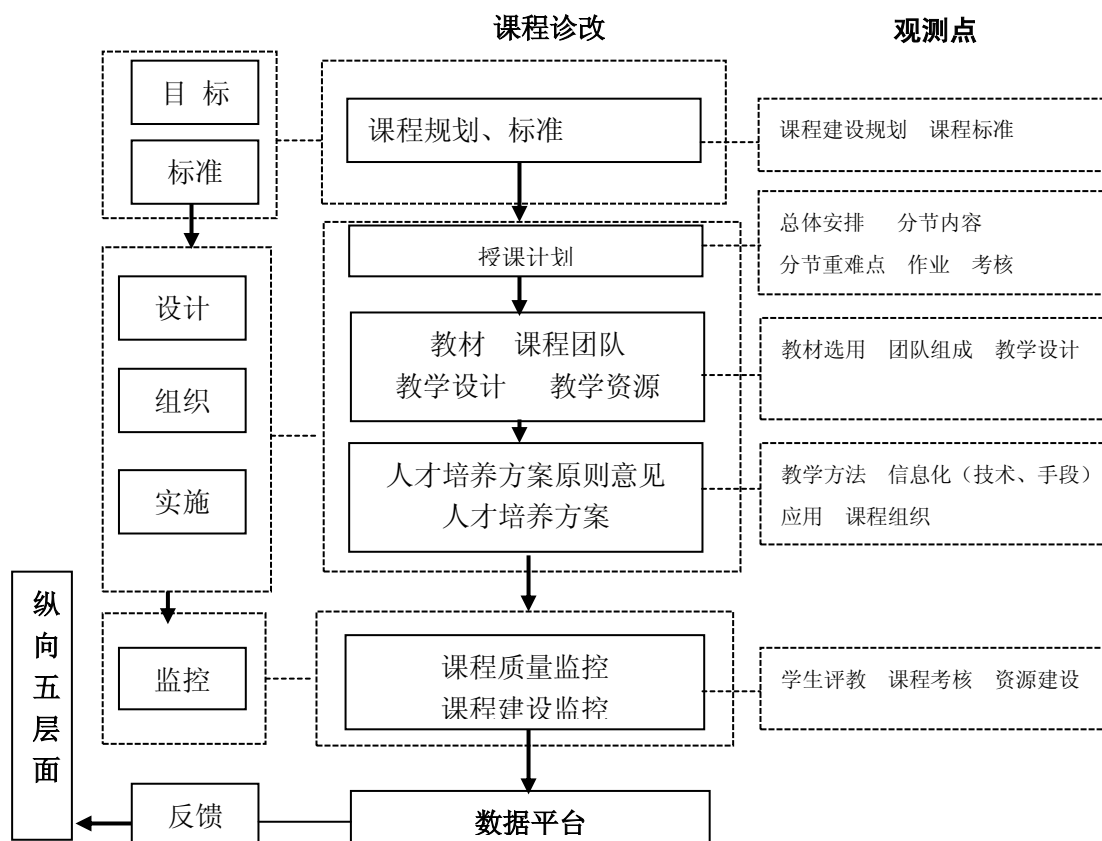 课程诊改
观测点
目 标
标准
课程规划、标准
课程建设规划 课程标准
设计
组织
实施
授课计划
总体安排 分节内容
分节重难点 作业 考核
教材 课程团队
教学设计 教学资源
教材选用 团队组成 教学设计
人才培养方案原则意见
人才培养方案
教学方法 信息化（技术、手段）
应用 课程组织
监控
课程质量监控
课程建设监控
学生评教 课程考核 资源建设
纵
向
五
层
面
反馈
数据平台